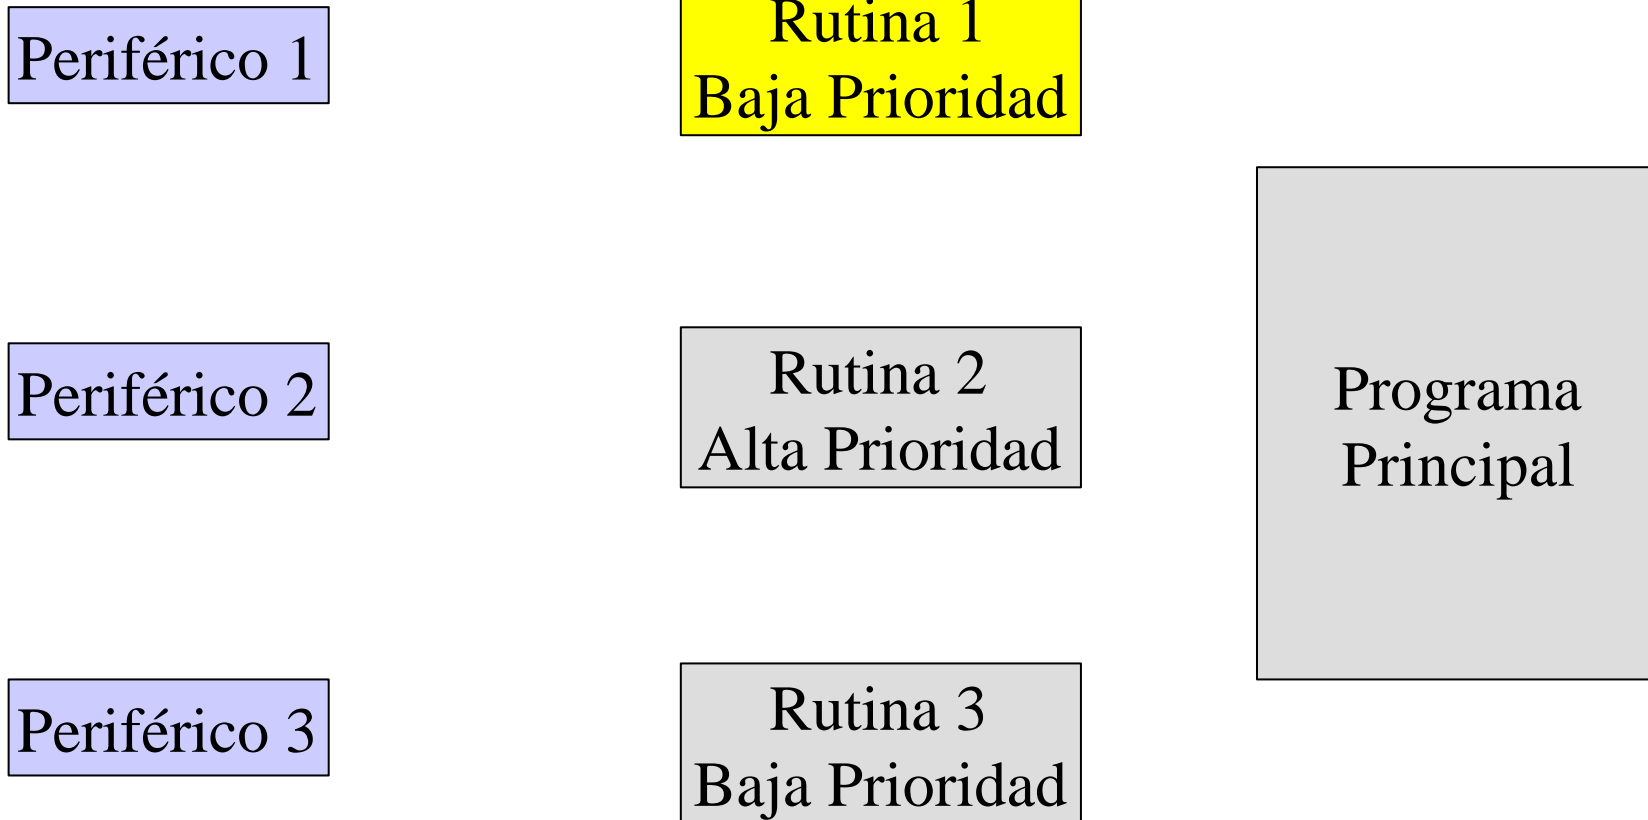 Periférico 1
Rutina 1
Baja Prioridad
Periférico 2
Rutina 2
Alta Prioridad
Programa
Principal
Periférico 3
Rutina 3
Baja Prioridad